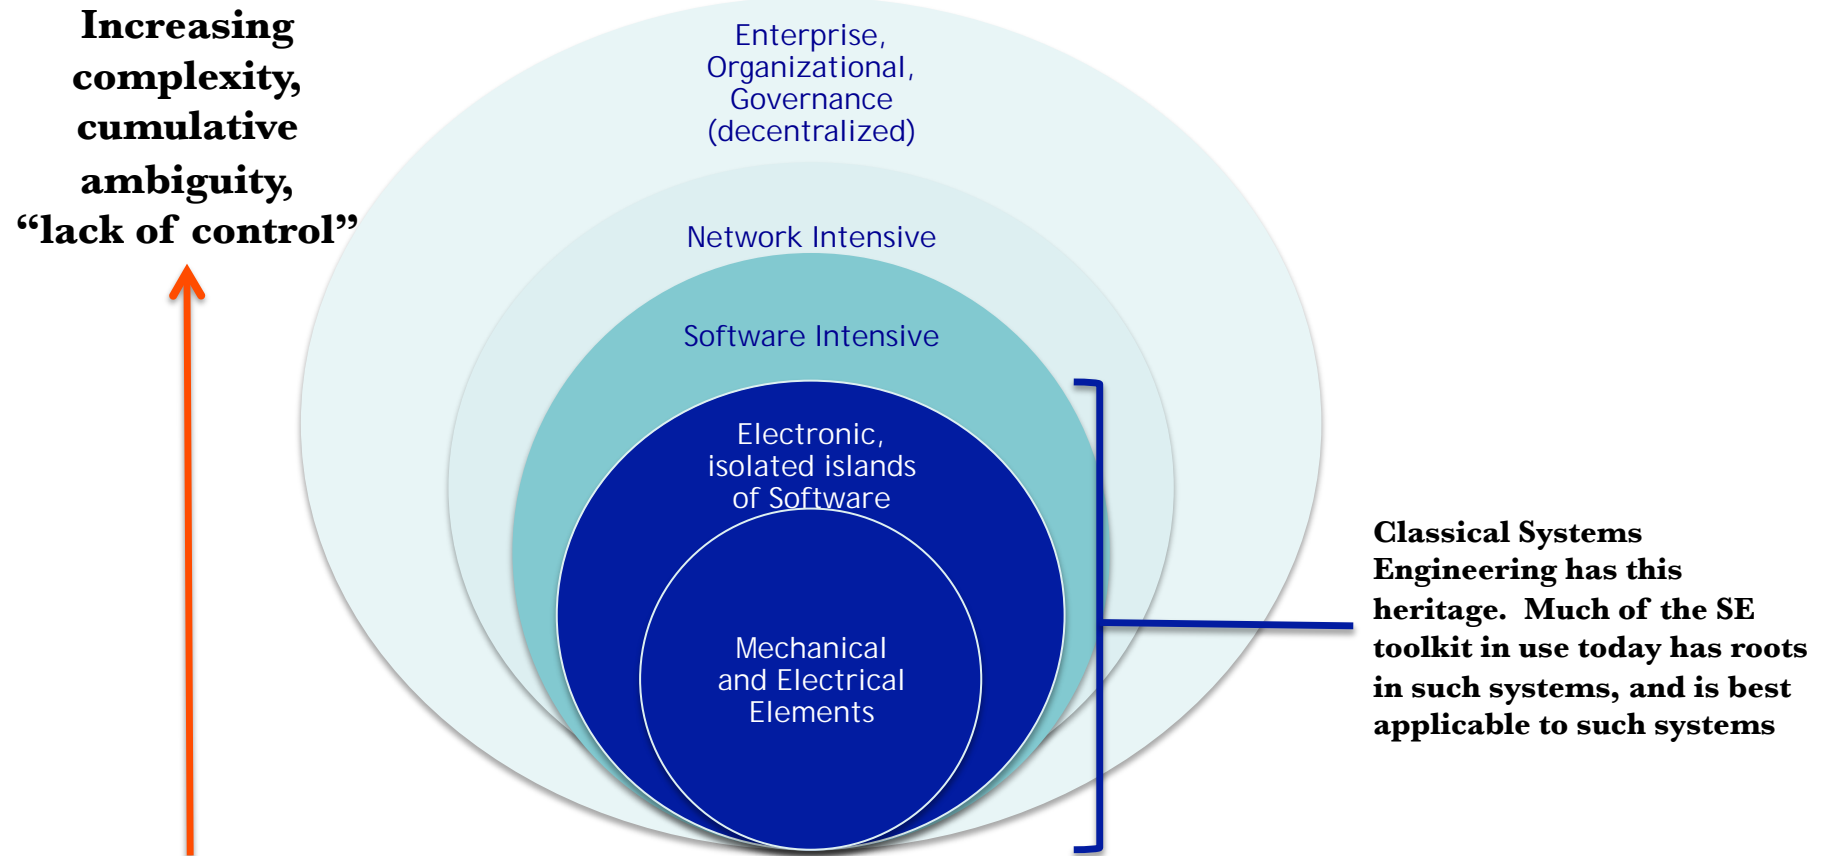 Increasing
complexity,
cumulative
ambiguity,
“lack of control”
Enterprise,
Organizational,
Governance
(decentralized)
Network Intensive
Software Intensive
Electronic,
isolated islands
of Software
Mechanical
and Electrical
Elements
Classical Systems
Engineering has this
heritage. Much of the SE
toolkit in use today has roots
in such systems, and is best
applicable to such systems